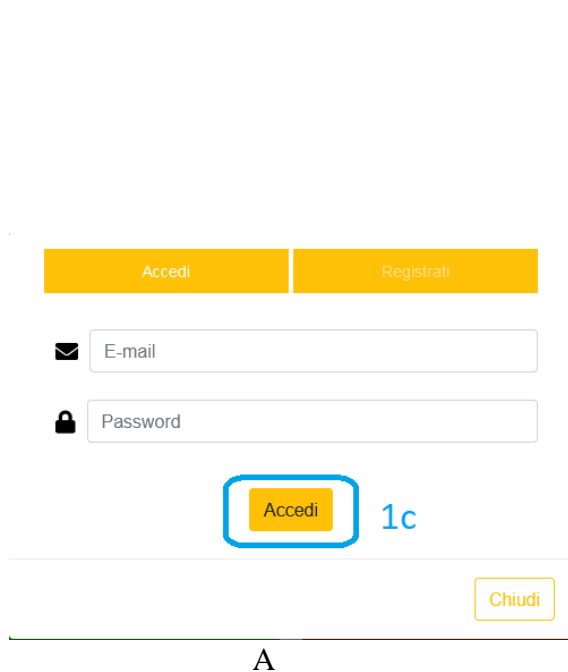 Accedi Registrati
E-mail
Password
Accedi 1c
Chiudi
A